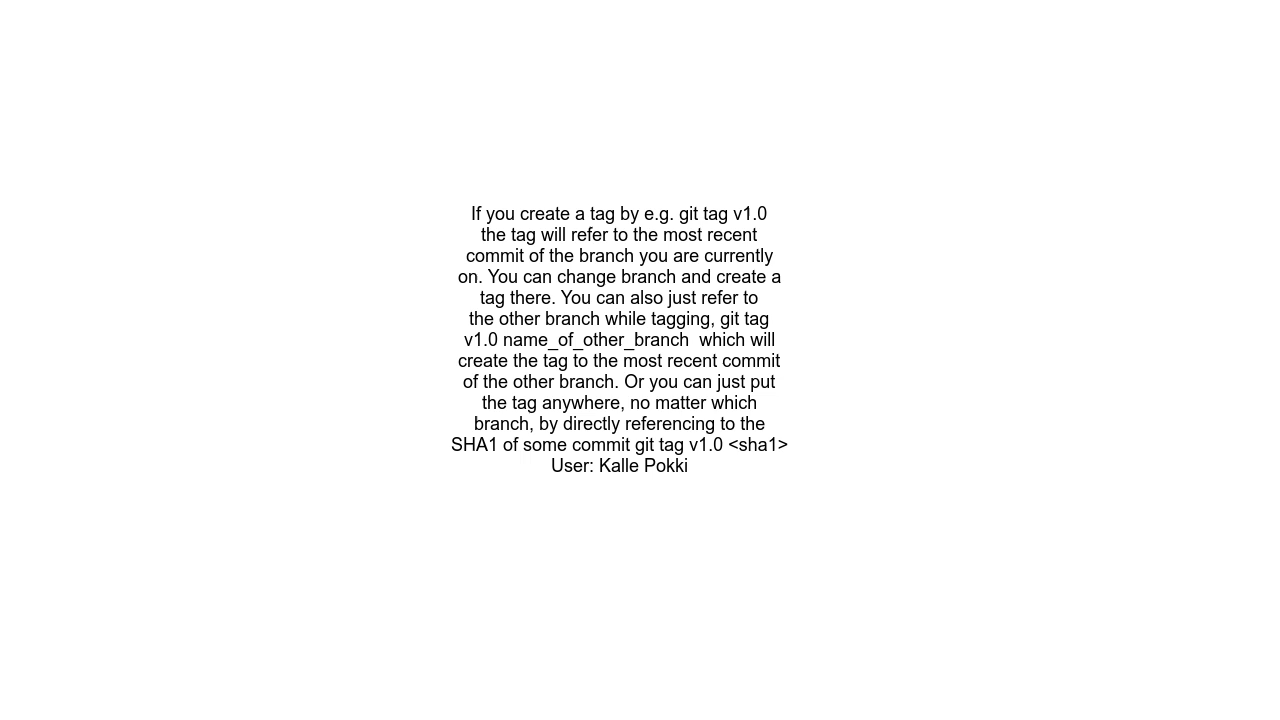 If you create a tag by e.g. git tag v1.0
the tag will refer to the most recent
commit of the branch you are currently
on. You can change branch and create a
tag there. You can also just refer to
the other branch while tagging, git tag
v1.0 name_of_other_branch  which will
create the tag to the most recent commit
of the other branch. Or you can just put
the tag anywhere, no matter which
branch, by directly referencing to the
SHA1 of some commit git tag v1.0 <sha1>
User: Kalle Pokki